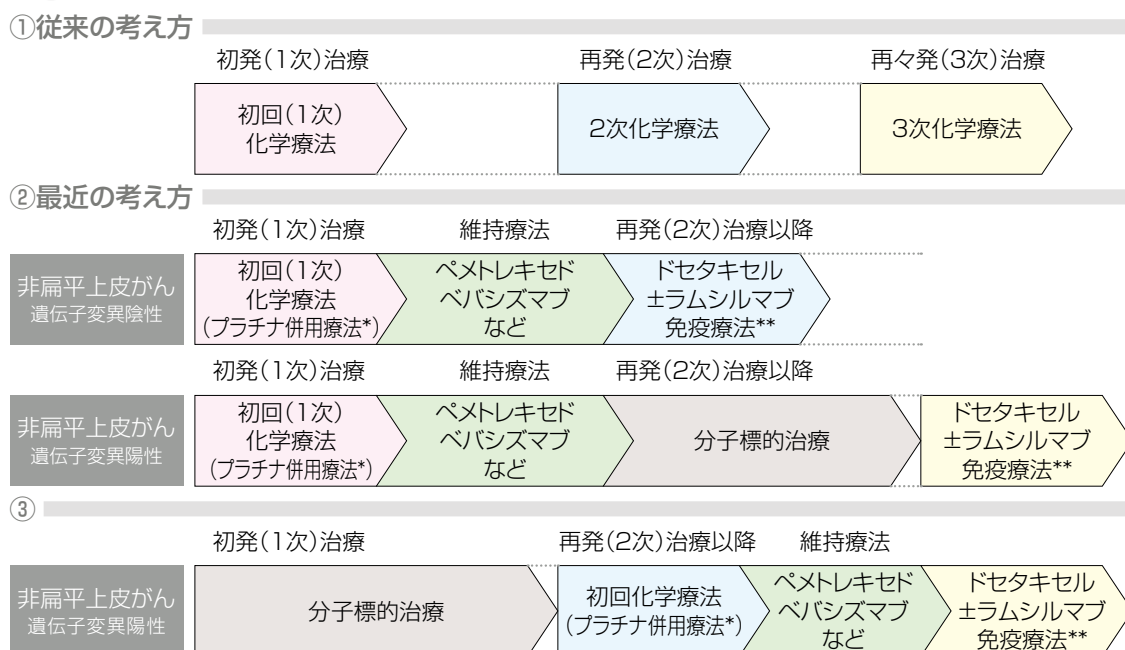 ①従来の考え方
初発(1次)治療 再発(2次)治療 再々発(3次)治療
初回(1次)
化学療法
2次化学療法
3次化学療法
②最近の考え方
初発(1次)治療 維持療法 再発(2次)治療以降
非扁平上皮がん
遺伝子変異陰性
初回(1次)
化学療法
(プラチナ併用療法*)
ペメトレキセド
ベバシズマブ
など
ドセタキセル
±ラムシルマブ
免疫療法**
初発(1次)治療 維持療法 再発(2次)治療以降
非扁平上皮がん
遺伝子変異陽性
初回(1次)
化学療法
(プラチナ併用療法*)
ペメトレキセド
ベバシズマブ
など
分子標的治療
ドセタキセル
±ラムシルマブ
免疫療法**
③
初発(1次)治療 再発(2次)治療以降 維持療法
非扁平上皮がん
遺伝子変異陽性
分子標的治療
初回化学療法
(プラチナ併用療法*)
ペメトレキセド
ベバシズマブ
など
ドセタキセル
±ラムシルマブ
免疫療法**